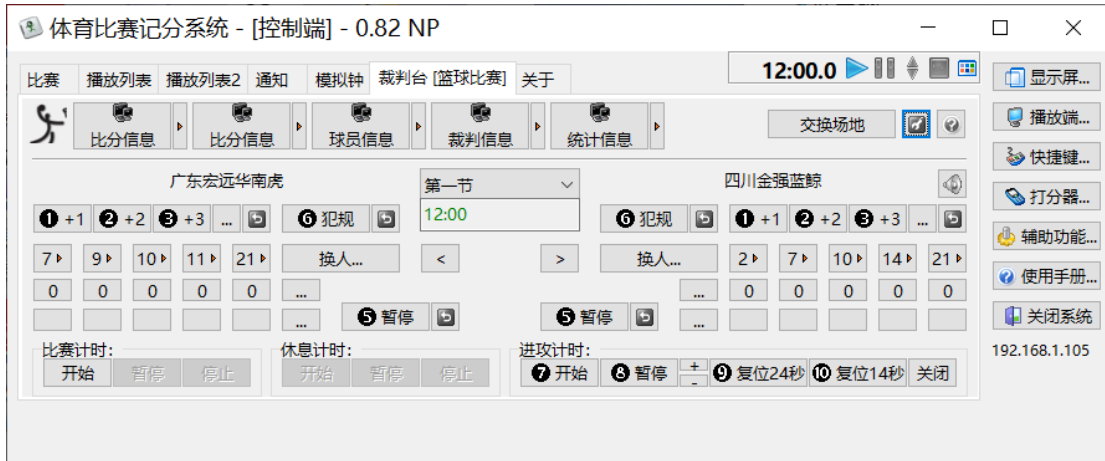 体育比赛记分系统 - [控制端] - 0.82 NP
比赛 播放列表 播放列表2 通知 模拟钟 裁判台 [篮球比赛] 关于
12:00.0
显示屏...
比分信息 比分信息 球员信息 裁判信息 统计信息
交换场地
播放端...
快捷键...
广东宏远华南虎 第一节 四川金强蓝鲸
打分器...
❶ +1 ❷ +2 ❸ +3 ... ❻ 犯规 12:00 ❻ 犯规 ❶ +1 ❷ +2 ❸ +3 ...
辅助功能...
7 9 10 11 21 换人... < > 换人... 2 7 10 14 21
使用手册...
0 0 0 0 0 ... ... 0 0 0 0 0
... ❺ 暂停 ❺ 暂停 ...
关闭系统
比赛计时: 休息计时: 进攻计时:
192.168.1.105
开始 暂停 停止 开始 暂停 停止 ❼ 开始 ❽ 暂停 + - ❾ 复位24秒 ❿ 复位14秒 关闭